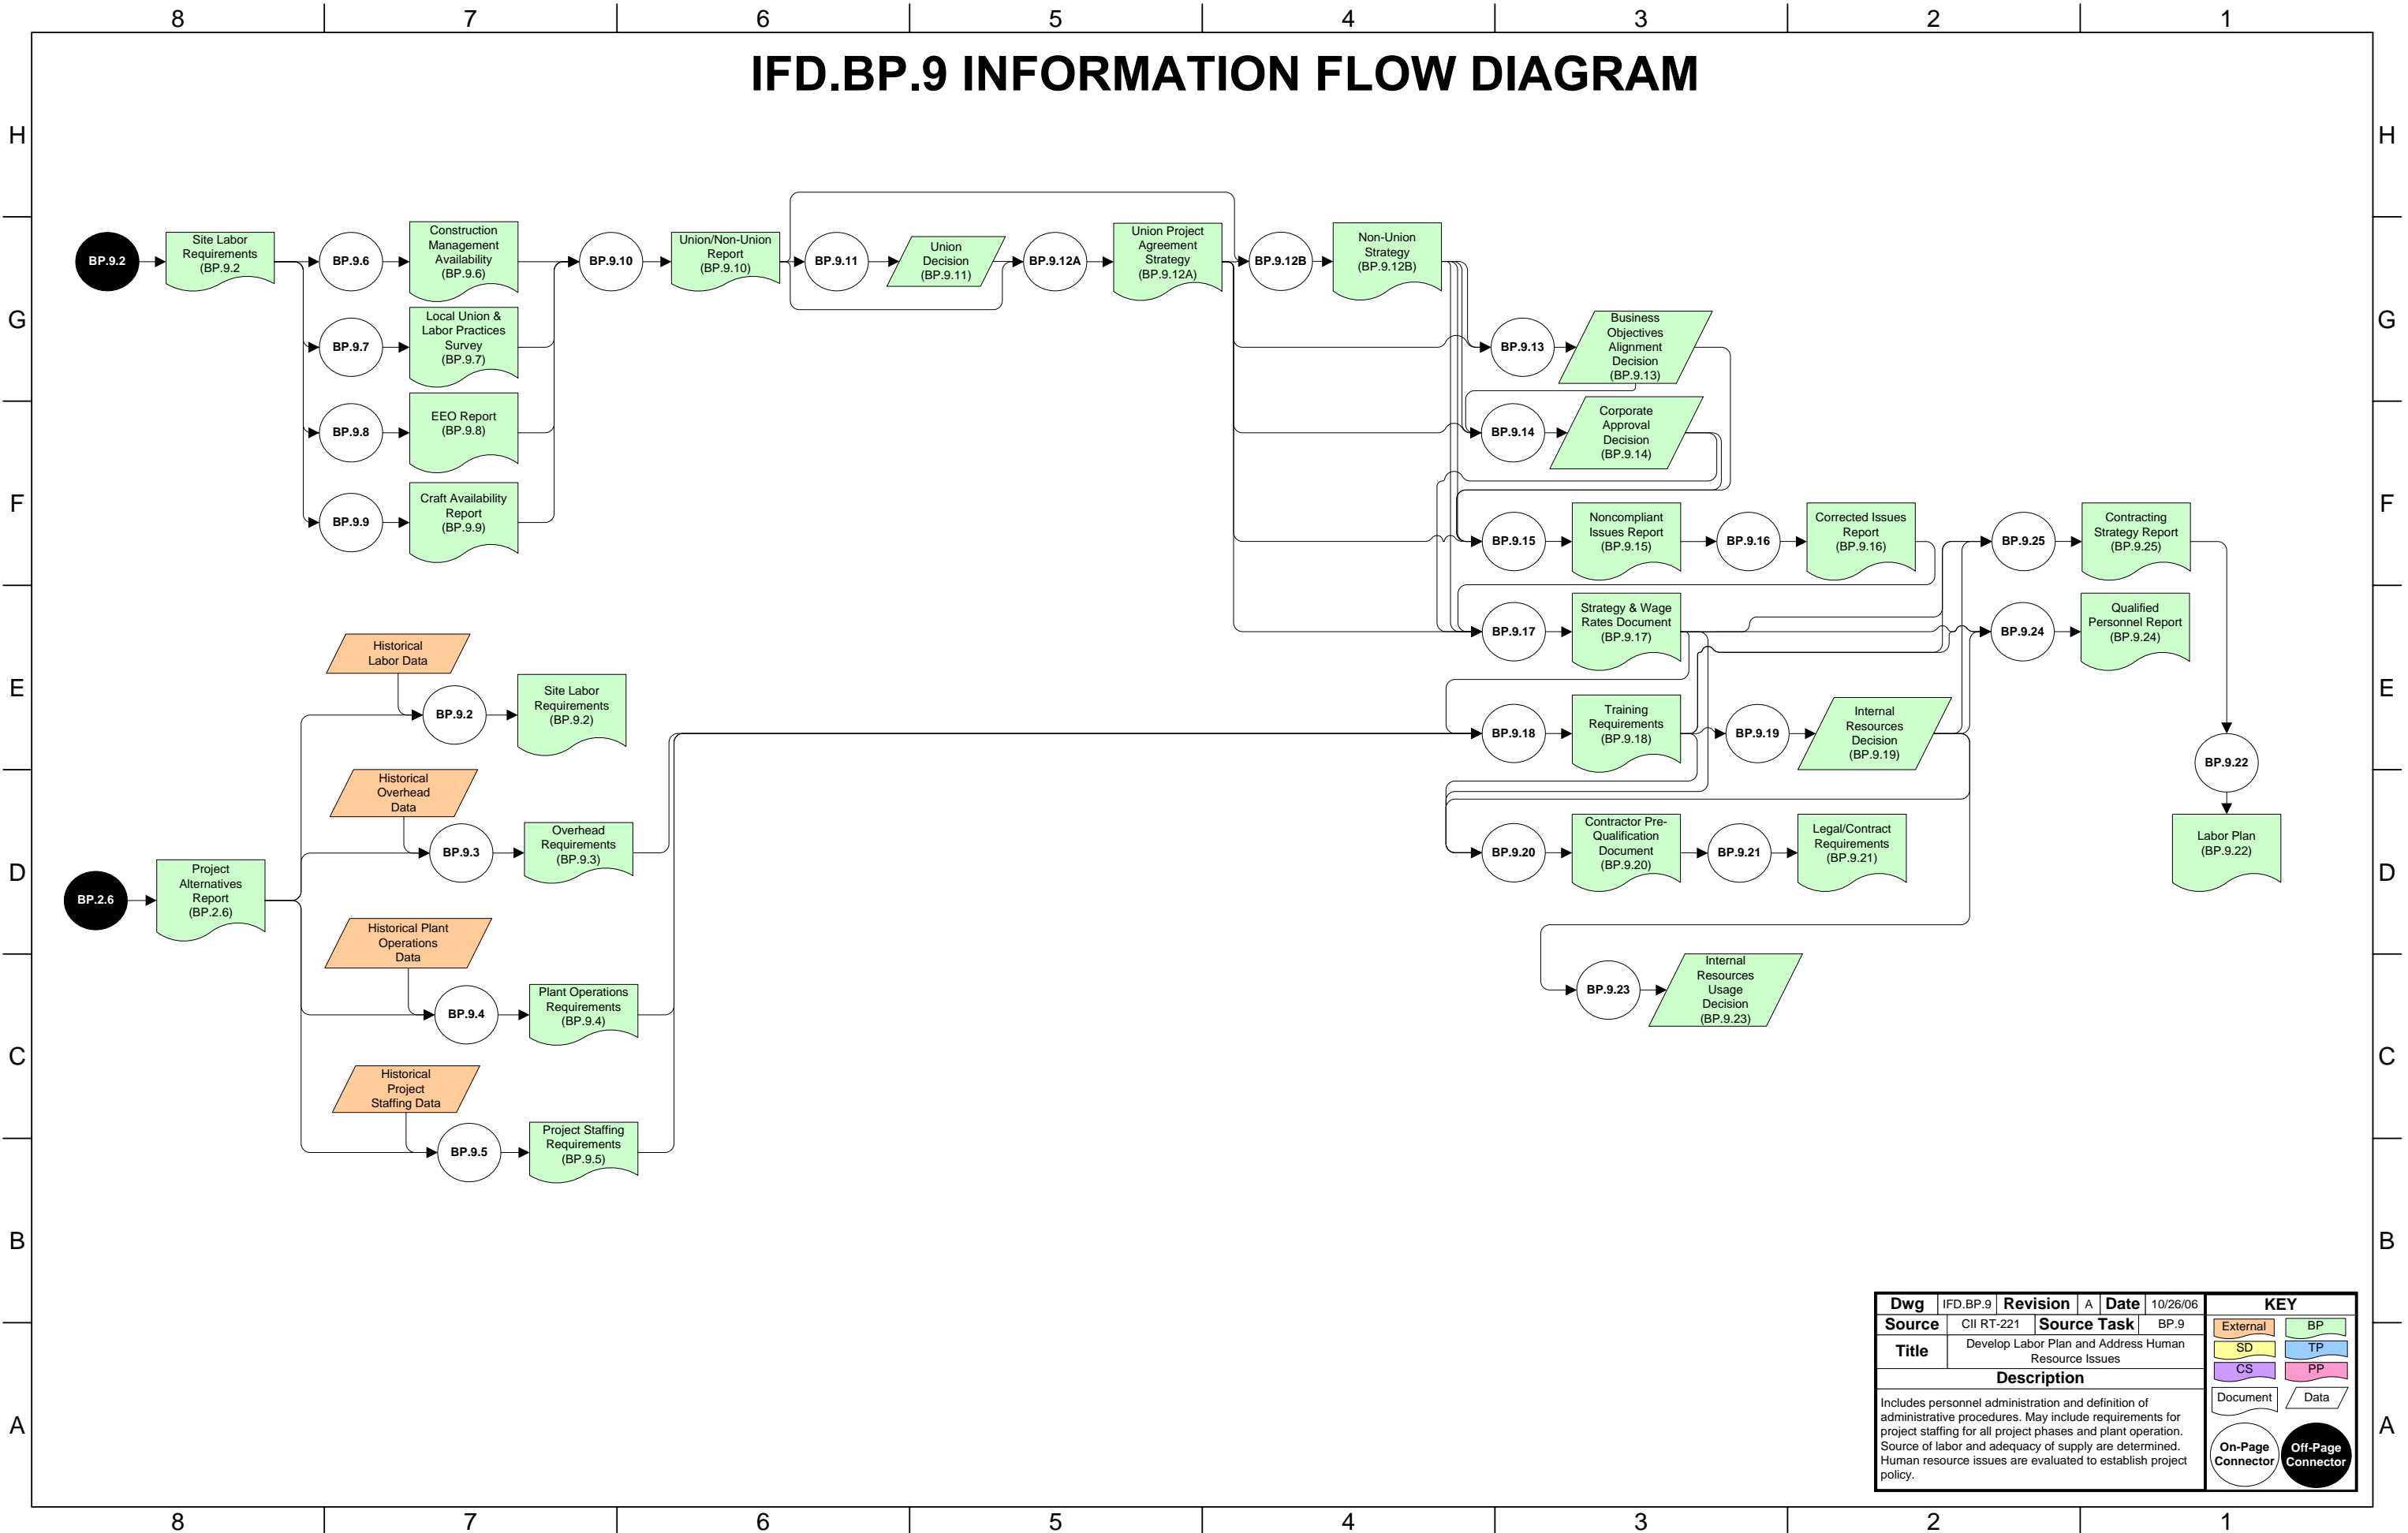 8 7 6 5 4 3 2 1
IFD.BP.9 INFORMATION FLOW DIAGRAM
H
H
G
G
F
F
E
E
D
D
C
C
B
B
A
A
BP.9.2
Site Labor
Requirements
(BP.9.2
BP.9.6
Construction
Management
Availability
(BP.9.6)
BP.9.7
Local Union &
Labor Practices
Survey
(BP.9.7)
BP.9.8
EEO Report
(BP.9.8)
BP.9.9
Craft Availability
Report
(BP.9.9)
BP.9.10
Union/Non-Union
Report
(BP.9.10)
BP.9.11
Union
Decision
(BP.9.11)
BP.9.12A
Union Project
Agreement
Strategy
(BP.9.12A)
BP.9.12B
Non-Union
Strategy
(BP.9.12B)
BP.9.13
Business
Objectives
Alignment
Decision
(BP.9.13)
BP.9.14
Corporate
Approval
Decision
(BP.9.14)
BP.9.15
Noncompliant
Issues Report
(BP.9.15)
BP.9.16
Corrected Issues
Report
(BP.9.16)
BP.9.25
Contracting
Strategy Report
(BP.9.25)
BP.9.17
Strategy & Wage
Rates Document
(BP.9.17)
BP.9.24
Qualified
Personnel Report
(BP.9.24)
BP.9.18
Training
Requirements
(BP.9.18)
BP.9.19
Internal
Resources
Decision
(BP.9.19)
BP.9.22
Labor Plan
(BP.9.22)
BP.9.20
Contractor Pre-
Qualification
Document
(BP.9.20)
BP.9.21
Legal/Contract
Requirements
(BP.9.21)
BP.9.23
Internal
Resources
Usage
Decision
(BP.9.23)
BP.2.6
Project
Alternatives
Report
(BP.2.6)
Historical
Labor Data
BP.9.2
Site Labor
Requirements
(BP.9.2)
Historical
Overhead
Data
BP.9.3
Overhead
Requirements
(BP.9.3)
Historical Plant
Operations
Data
BP.9.4
Plant Operations
Requirements
(BP.9.4)
Historical
Project
Staffing Data
BP.9.5
Project Staffing
Requirements
(BP.9.5)
Dwg IFD.BP.9 Revision A Date 10/26/06
Source CII RT-221 Source Task BP.9
Title Develop Labor Plan and Address Human
Resource Issues
Description
Includes personnel administration and definition of
administrative procedures. May include requirements for
project staffing for all project phases and plant operation.
Source of labor and adequacy of supply are determined.
Human resource issues are evaluated to establish project
policy.
KEY
External BP
SD TP
CS PP
Document Data
On-Page
Connector
Off-Page
Connector
8 7 6 5 4 3 2 1